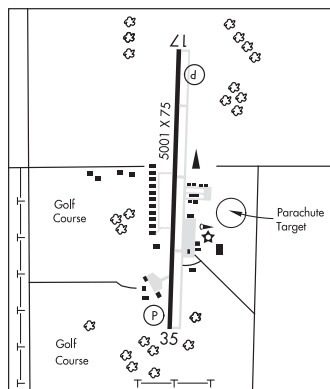 17
P
5001 X 75
Golf
Course
Parachute
Target
P
35
Golf
Course